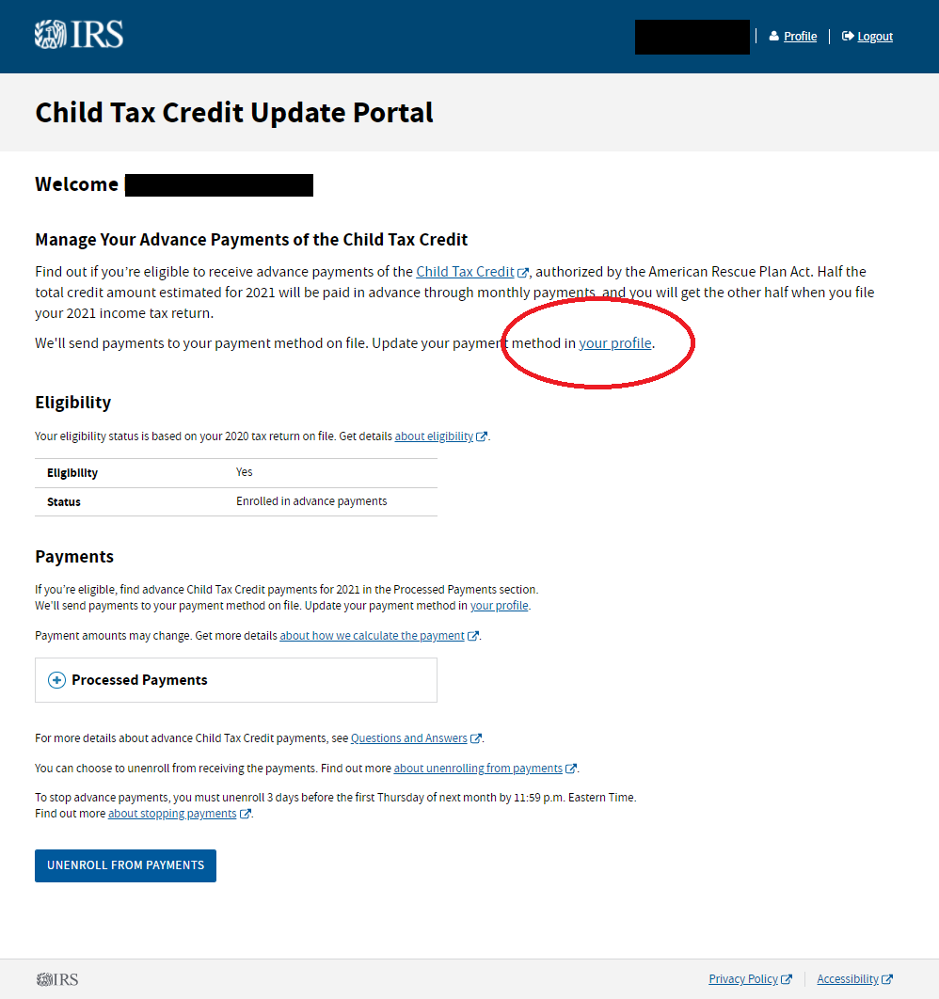 IRS
Profile
Logout
Child Tax Credit Update Portal
Welcome
Manage Your Advance Payments of the Child Tax Credit
Find out if you’re eligible to receive advance payments of the Child Tax Credit, authorized by the American Rescue Plan Act. Half the
total credit amount estimated for 2021 will be paid in advance through monthly payments, and you will get the other half when you file
your 2021 income tax return.
We'll send payments to your payment method on file. Update your payment method in your profile.
Eligibility
Your eligibility status is based on your 2020 tax return on file. Get details about eligibility.
Eligibility Yes
Status Enrolled in advance payments
Payments
If you’re eligible, find advance Child Tax Credit payments for 2021 in the Processed Payments section.
We’ll send payments to your payment method on file. Update your payment method in your profile.
Payment amounts may change. Get more details about how we calculate the payment.
Processed Payments
For more details about advance Child Tax Credit payments, see Questions and Answers.
You can choose to unenroll from receiving the payments. Find out more about unenrolling from payments.
To stop advance payments, you must unenroll 3 days before the first Thursday of next month by 11:59 p.m. Eastern Time.
Find out more about stopping payments.
UNENROLL FROM PAYMENTS
IRS
Privacy Policy
Accessibility